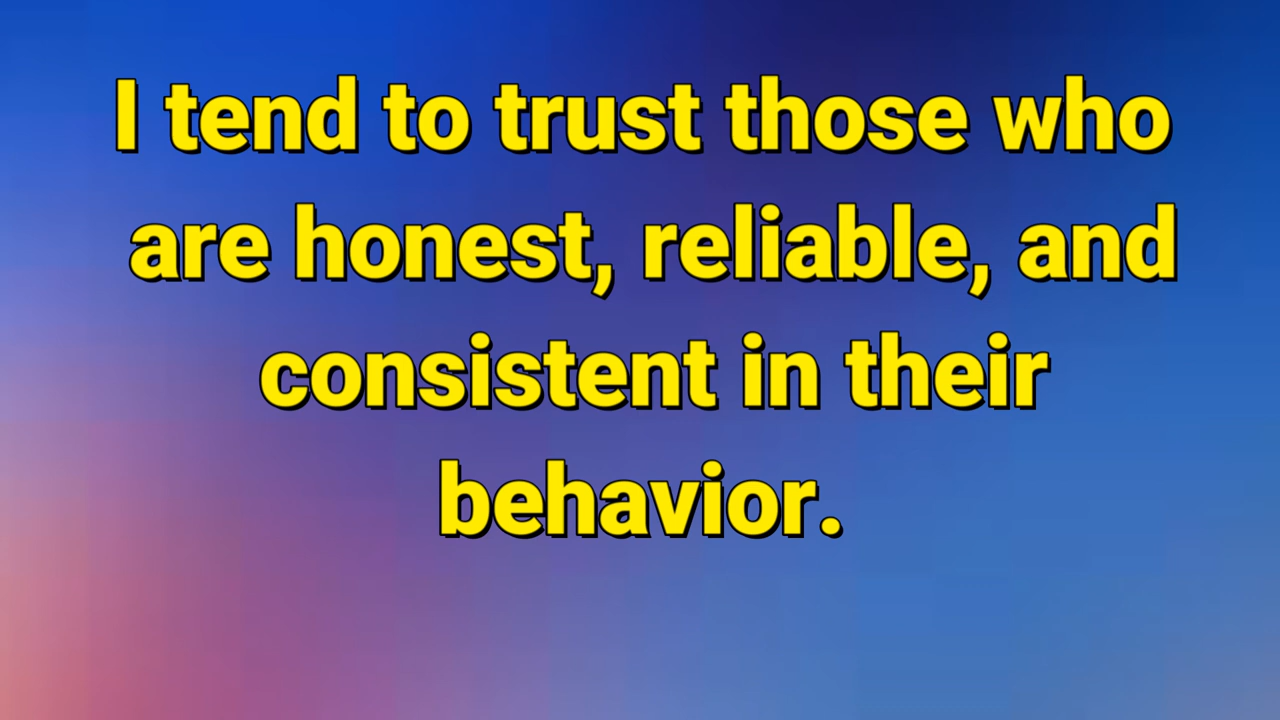 I tend to trust those who
are honest, reliable, and
consistent in their
behavior.